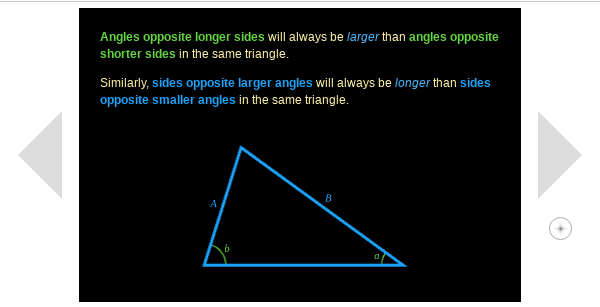 Angles opposite longer sides will always be larger than angles opposite
shorter sides in the same triangle.
Similarly, sides opposite larger angles will always be longer than sides
opposite smaller angles in the same triangle.
A
B
b
a